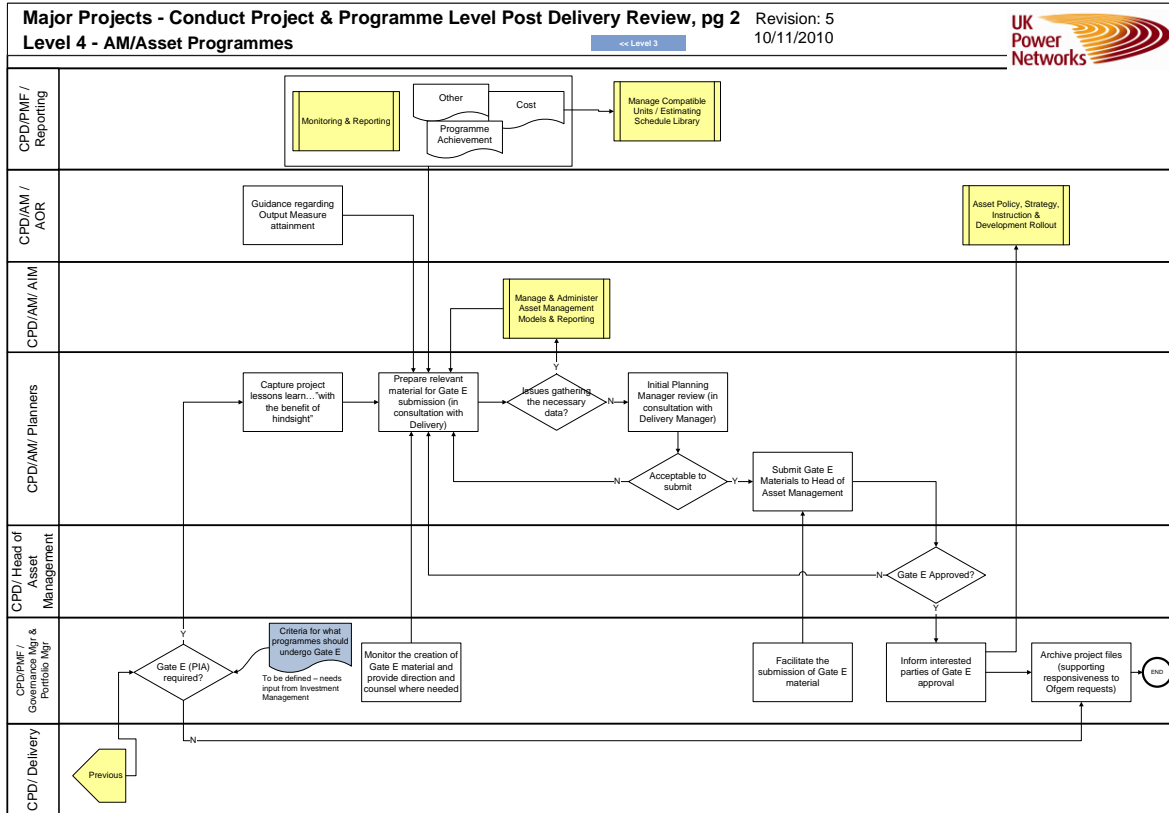 Major Projects - Conduct Project & Programme Level Post Delivery Review, pg 2
Revision: 5
Level 4 - AM/Asset Programmes
<< Level 3
10/11/2010
UK
Power
Networks
CPD/PMF /
Reporting
Monitoring & Reporting
Other
Cost
Programme
Achievement
Manage Compatible
Units / Estimating
Schedule Library
CPD/AM /
AOR
Guidance regarding
Output Measure
attainment
Asset Policy, Strategy,
Instruction &
Development Rollout
CPD/AM/ AIM
Manage & Administer
Asset Management
Models & Reporting
CPD/AM/ Planners
Capture project
lessons learn...”with
the benefit of
hindsight”
Prepare relevant
material for Gate E
submission (in
consultation with
Delivery)
Y
Issues gathering
the necessary
data?
N
Initial Planning
Manager review (in
consultation with
Delivery Manager)
N
Acceptable to
submit
Y
Submit Gate E
Materials to Head of
Asset Management
CPD/ Head of
Asset
Management
N
Gate E Approved?
Y
CPD/PMF /
Governance Mgr &
Portfolio Mgr
Y
Gate E (PIA)
required?
Criteria for what
programmes should
undergo Gate E
To be defined – needs
input from Investment
Management
Monitor the creation of
Gate E material and
provide direction and
counsel where needed
Facilitate the
submission of Gate E
material
Inform interested
parties of Gate E
approval
Archive project files
(supporting
responsiveness to
Ofgem requests)
END
CPD/ Delivery
N
Previous